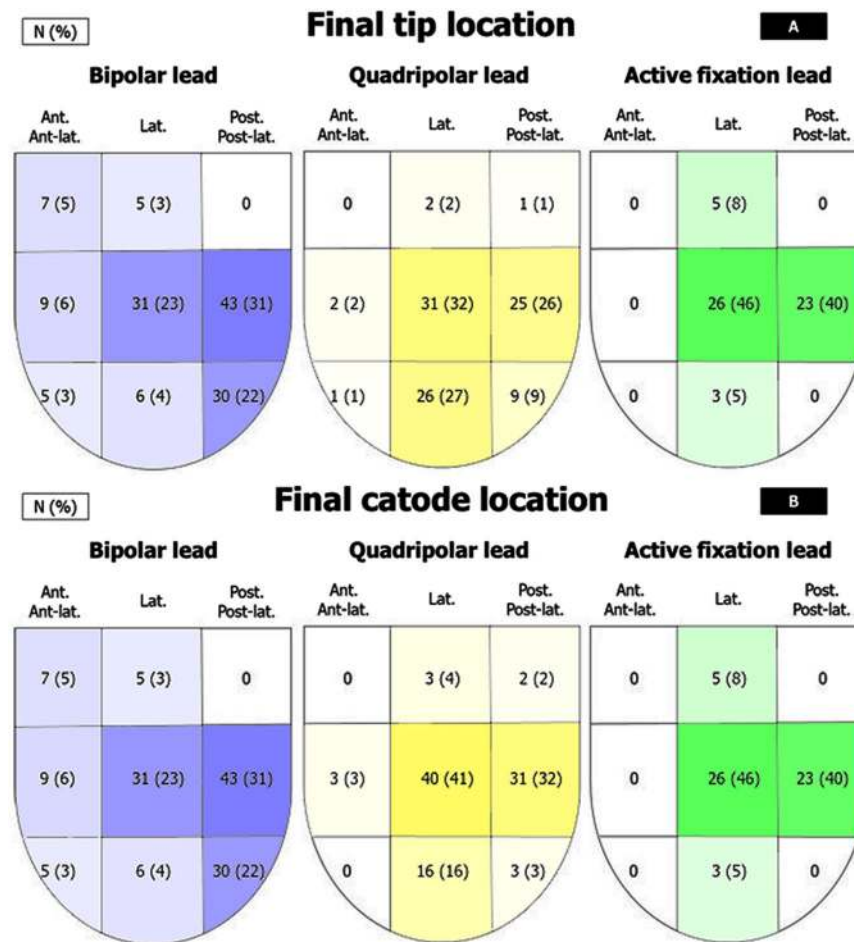 N (%) Final tip location A
Bipolar lead Quadripolar lead Active fixation lead
Ant. Ant-lat. Lat. Post. Post-lat. Ant. Ant-lat. Lat. Post. Post-lat. Ant. Ant-lat. Lat. Post. Post-lat.
7 (5) 5 (3) 0 0 2 (2) 1 (1) 0 5 (8) 0
9 (6) 31 (23) 43 (31) 2 (2) 31 (32) 25 (26) 0 26 (46) 23 (40)
5 (3) 6 (4) 30 (22) 1 (1) 26 (27) 9 (9) 0 3 (5) 0
N (%) Final catode location B
Bipolar lead Quadripolar lead Active fixation lead
Ant. Ant-lat. Lat. Post. Post-lat. Ant. Ant-lat. Lat. Post. Post-lat. Ant. Ant-lat. Lat. Post. Post-lat.
7 (5) 5 (3) 0 0 3 (4) 2 (2) 0 5 (8) 0
9 (6) 31 (23) 43 (31) 3 (3) 40 (41) 31 (32) 0 26 (46) 23 (40)
5 (3) 6 (4) 30 (22) 0 16 (16) 3 (3) 0 3 (5) 0